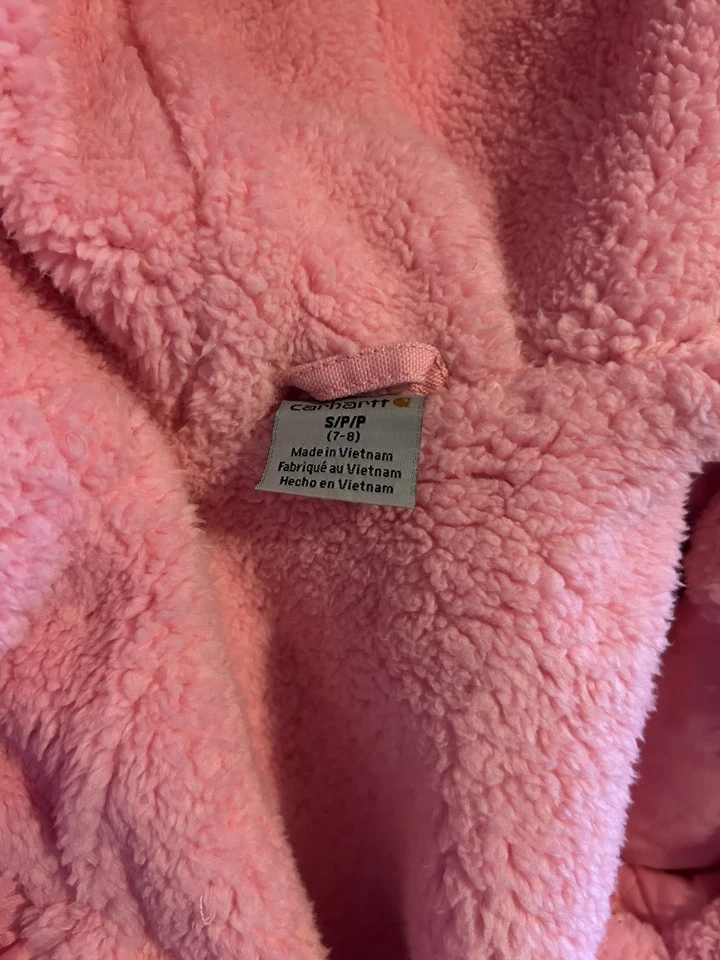 carhartt
S/P/P
(7-8)
Made in Vietnam
Fabriqué au Vietnam
Hecho en Vietnam